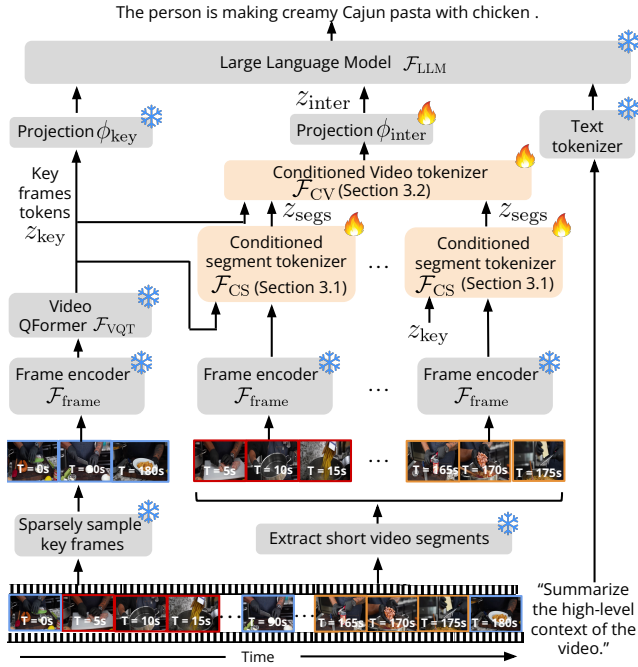 The person is making creamy Cajun pasta with chicken .
Large Language Model F_LLM
z_inter
Projection ϕ_key
Projection ϕ_inter
Text
tokenizer
Key
frames
tokens
z_key
Conditioned Video tokenizer
F_CV (Section 3.2)
z_segs
z_segs
Conditioned
segment tokenizer
F_CS (Section 3.1)
...
Conditioned
segment tokenizer
F_CS (Section 3.1)
z_key
Video
QFormer F_VQT
Frame encoder
F_frame
Frame encoder
F_frame
...
Frame encoder
F_frame
T = 0s
T = 90s
T = 180s
T = 5s
T = 10s
T = 15s
...
T = 165s
T = 170s
T = 175s
Sparsely sample
key frames
Extract short video segments
T = 0s
T = 5s
T = 10s
T = 15s
T = 90s
T = 165s
T = 170s
T = 175s
T = 180s
Time
“Summarize
the high-level
context of the
video.”